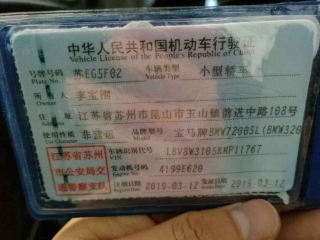 中华人民共和国机动车行驶证
Vehicle License of the People's Republic of China
号牌号码 苏EG5F02 车辆类型 小型轿车
Plate No. Vehicle Type
所有人 李宝刚
Owner
住址 江苏省苏州市昆山市玉山镇前进中路108号
Address
使用性质 非营运 品牌型号 宝马牌BMW7200SL(BMW320
Use Character Model
江苏省苏州 车辆识别代号 LBV8W3105KMP11767
VIN
市公安局交 发动机号码 4199E620
Engine No.
通警察支队 注册日期 2019-03-12 发证日期 2019-03-12
Register Date Issue Date